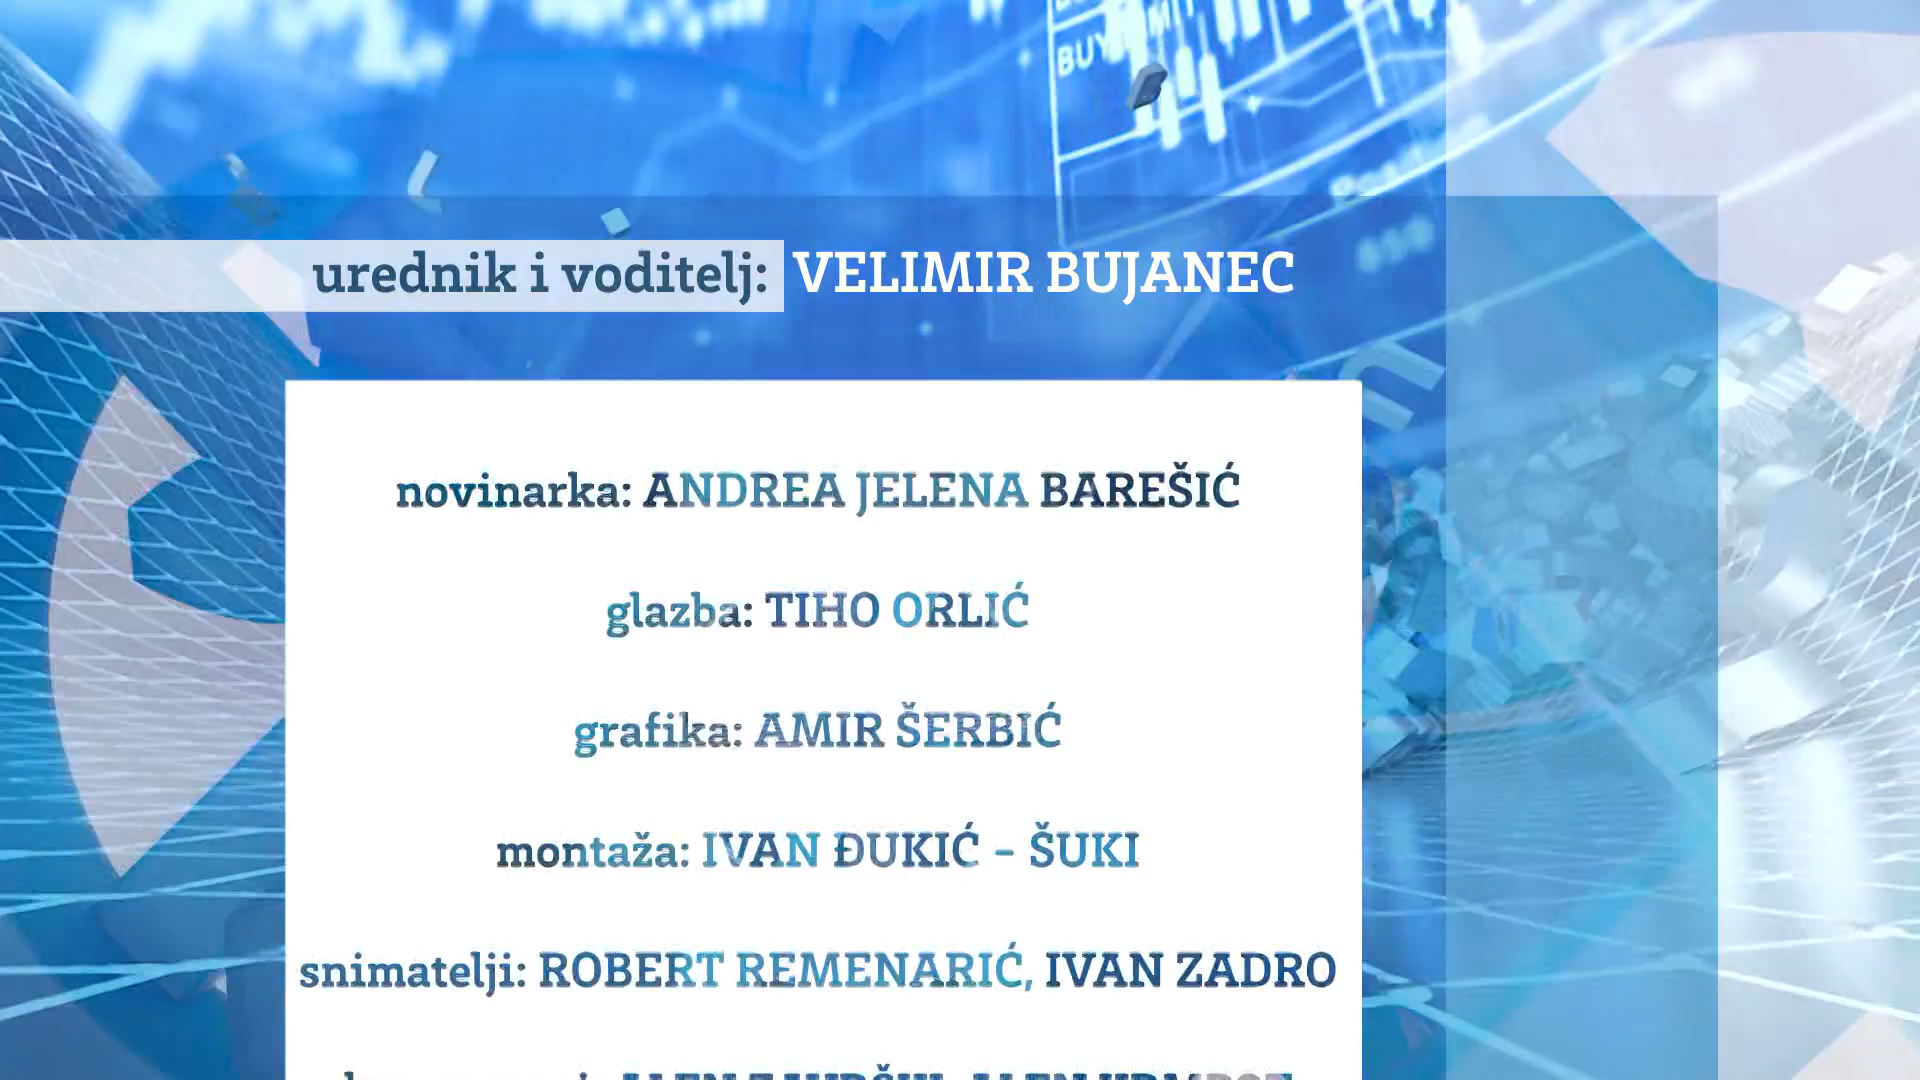 BUY
urednik i voditelj: VELIMIR BUJANEC
novinarka: ANDREA JELENA BAREŠIĆ
glazba: TIHO ORLIĆ
grafika: AMIR ŠERBIĆ
montaža: IVAN ĐUKIĆ – ŠUKI
snimatelji: ROBERT REMENARIĆ, IVAN ZADRO